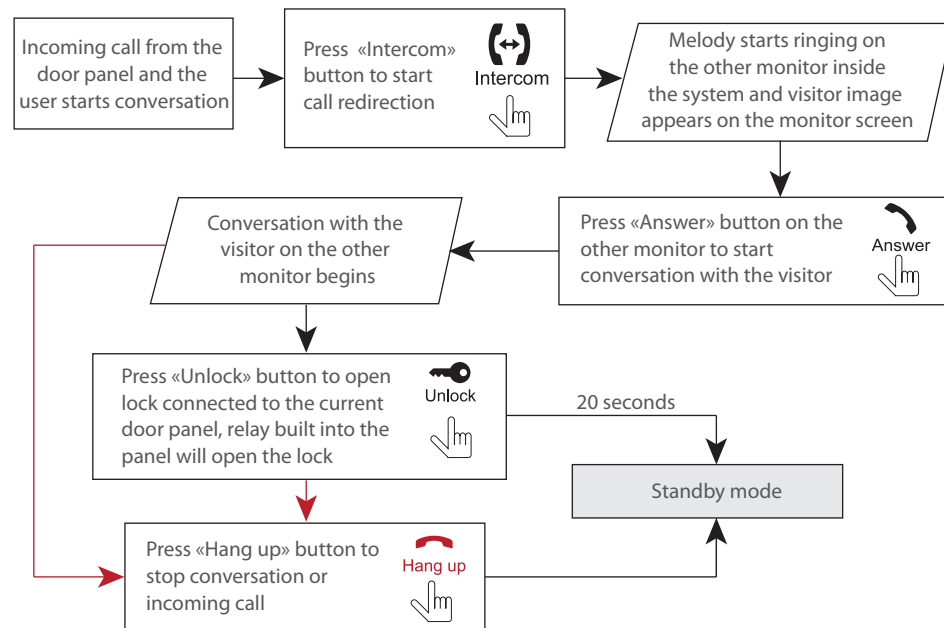 Incoming call from the
door panel and the
user starts conversation
Press «Intercom»
button to start
call redirection
Intercom
Melody starts ringing on
the other monitor inside
the system and visitor image
appears on the monitor screen
Press «Answer» button on the
other monitor to start
conversation with the visitor
Answer
Conversation with the
visitor on the other
monitor begins
Press «Unlock» button to open
lock connected to the current
door panel, relay built into the
panel will open the lock
Unlock
20 seconds
Standby mode
Press «Hang up» button to
stop conversation or
incoming call
Hang up